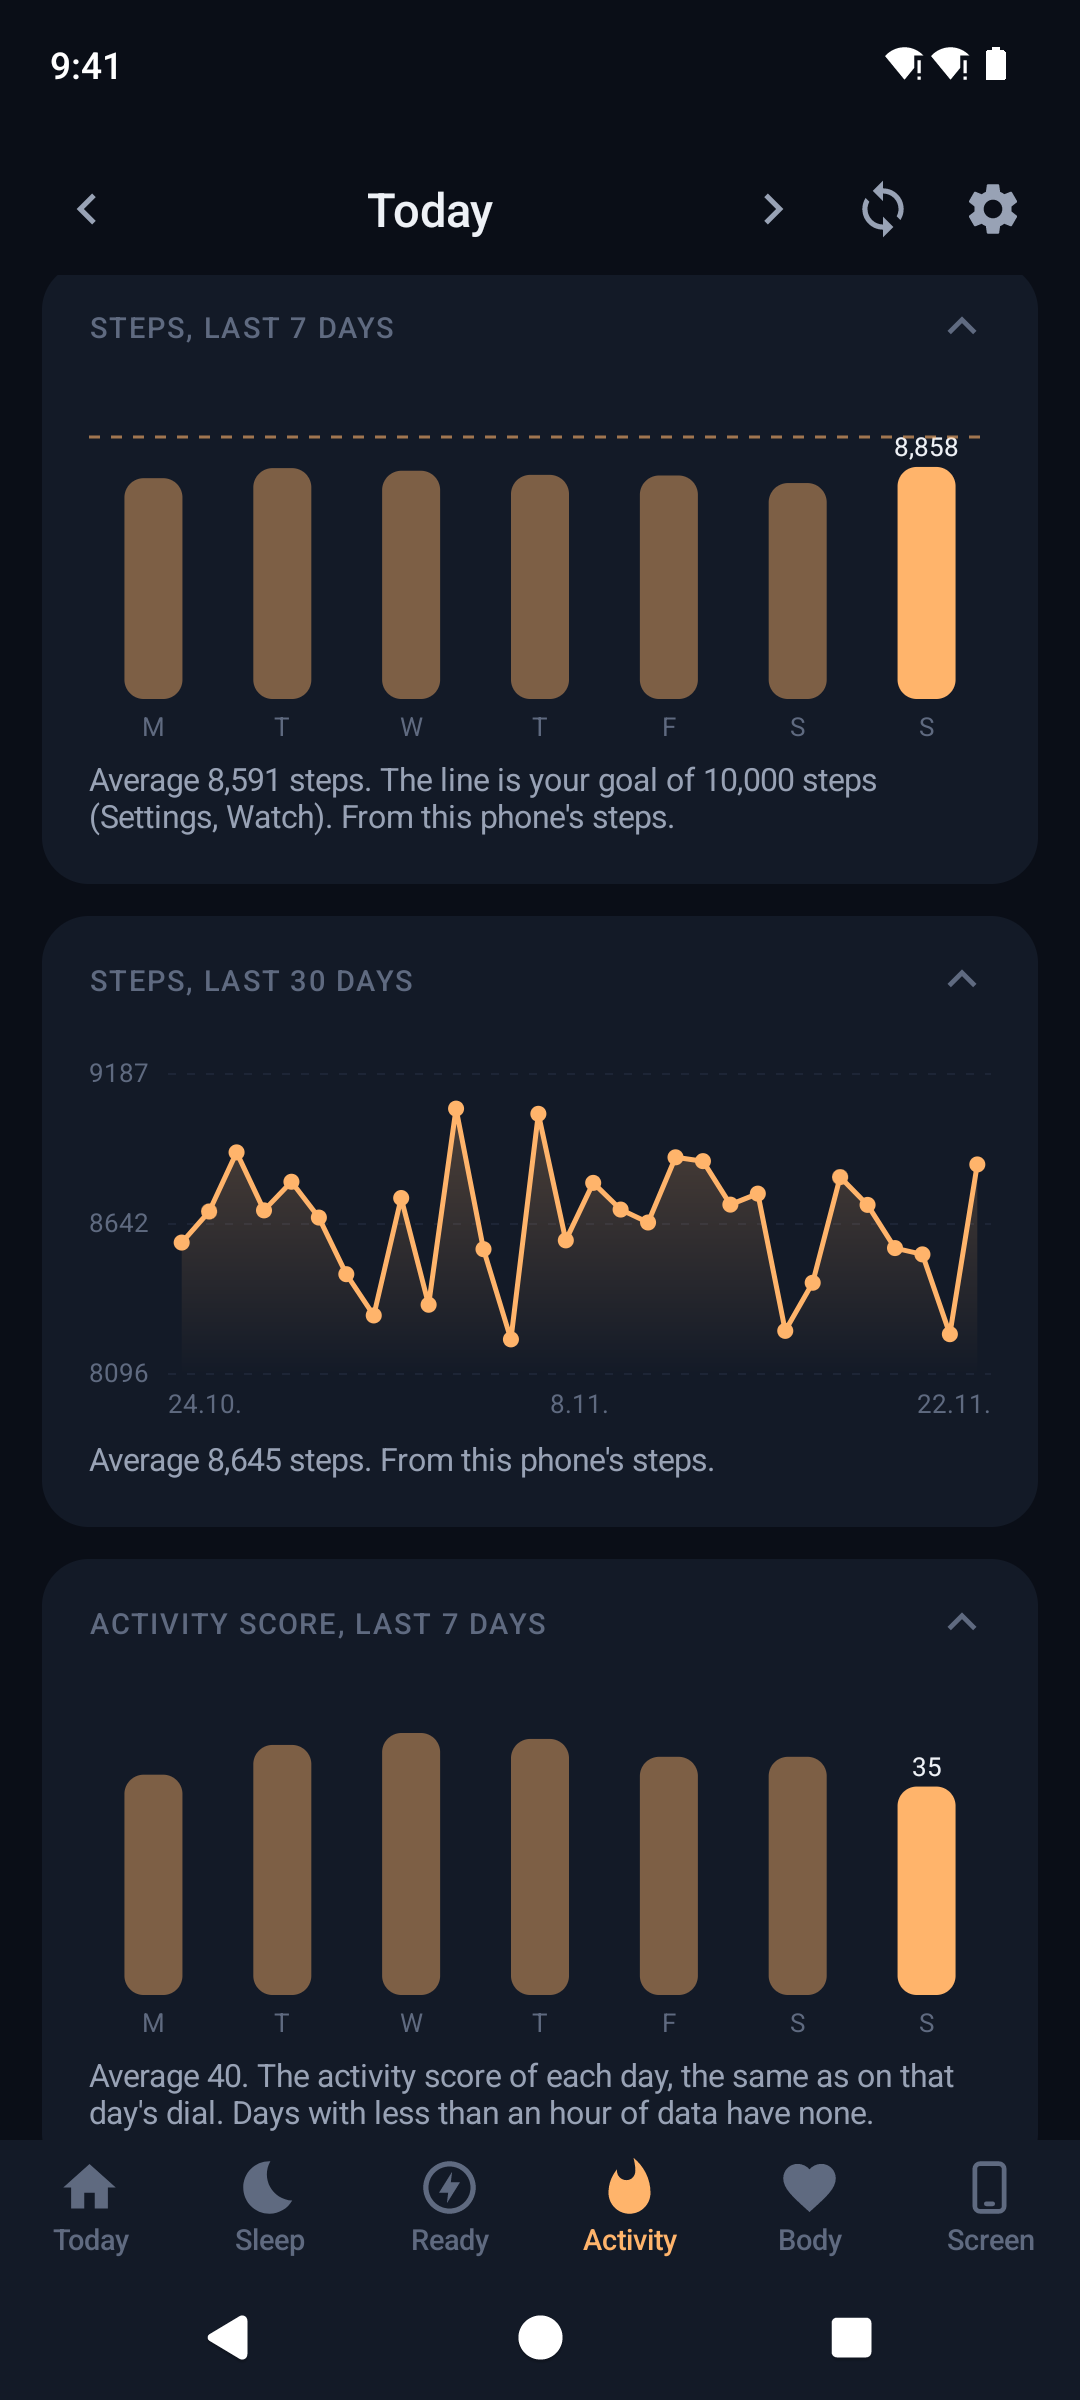 9:41
Today
STEPS, LAST 7 DAYS
8,858
M T W T F S S
Average 8,591 steps. The line is your goal of 10,000 steps
(Settings, Watch). From this phone's steps.
STEPS, LAST 30 DAYS
9187
8642
8096
24.10. 8.11. 22.11.
Average 8,645 steps. From this phone's steps.
ACTIVITY SCORE, LAST 7 DAYS
35
M T W T F S S
Average 40. The activity score of each day, the same as on that
day's dial. Days with less than an hour of data have none.
Today Sleep Ready Activity Body Screen